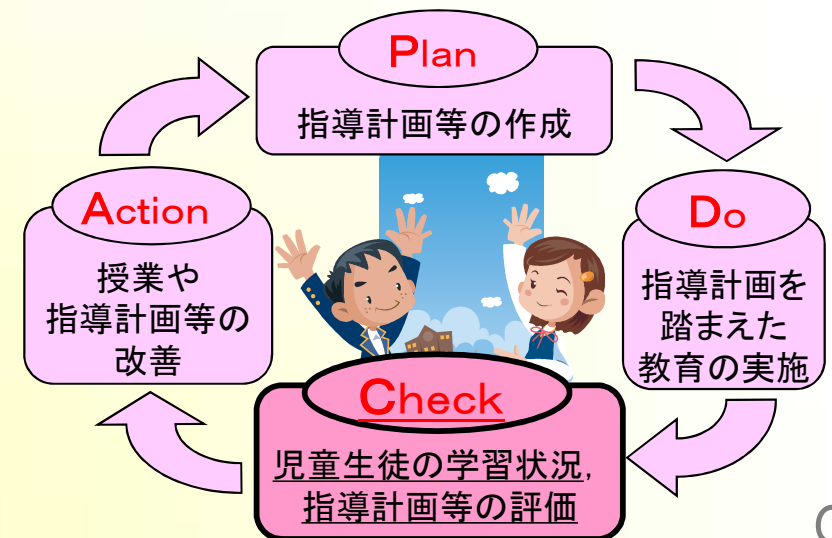 Plan
指導計画等の作成
Do
指導計画を
踏まえた
教育の実施
Check
児童生徒の学習状況,
指導計画等の評価
Action
授業や
指導計画等の
改善